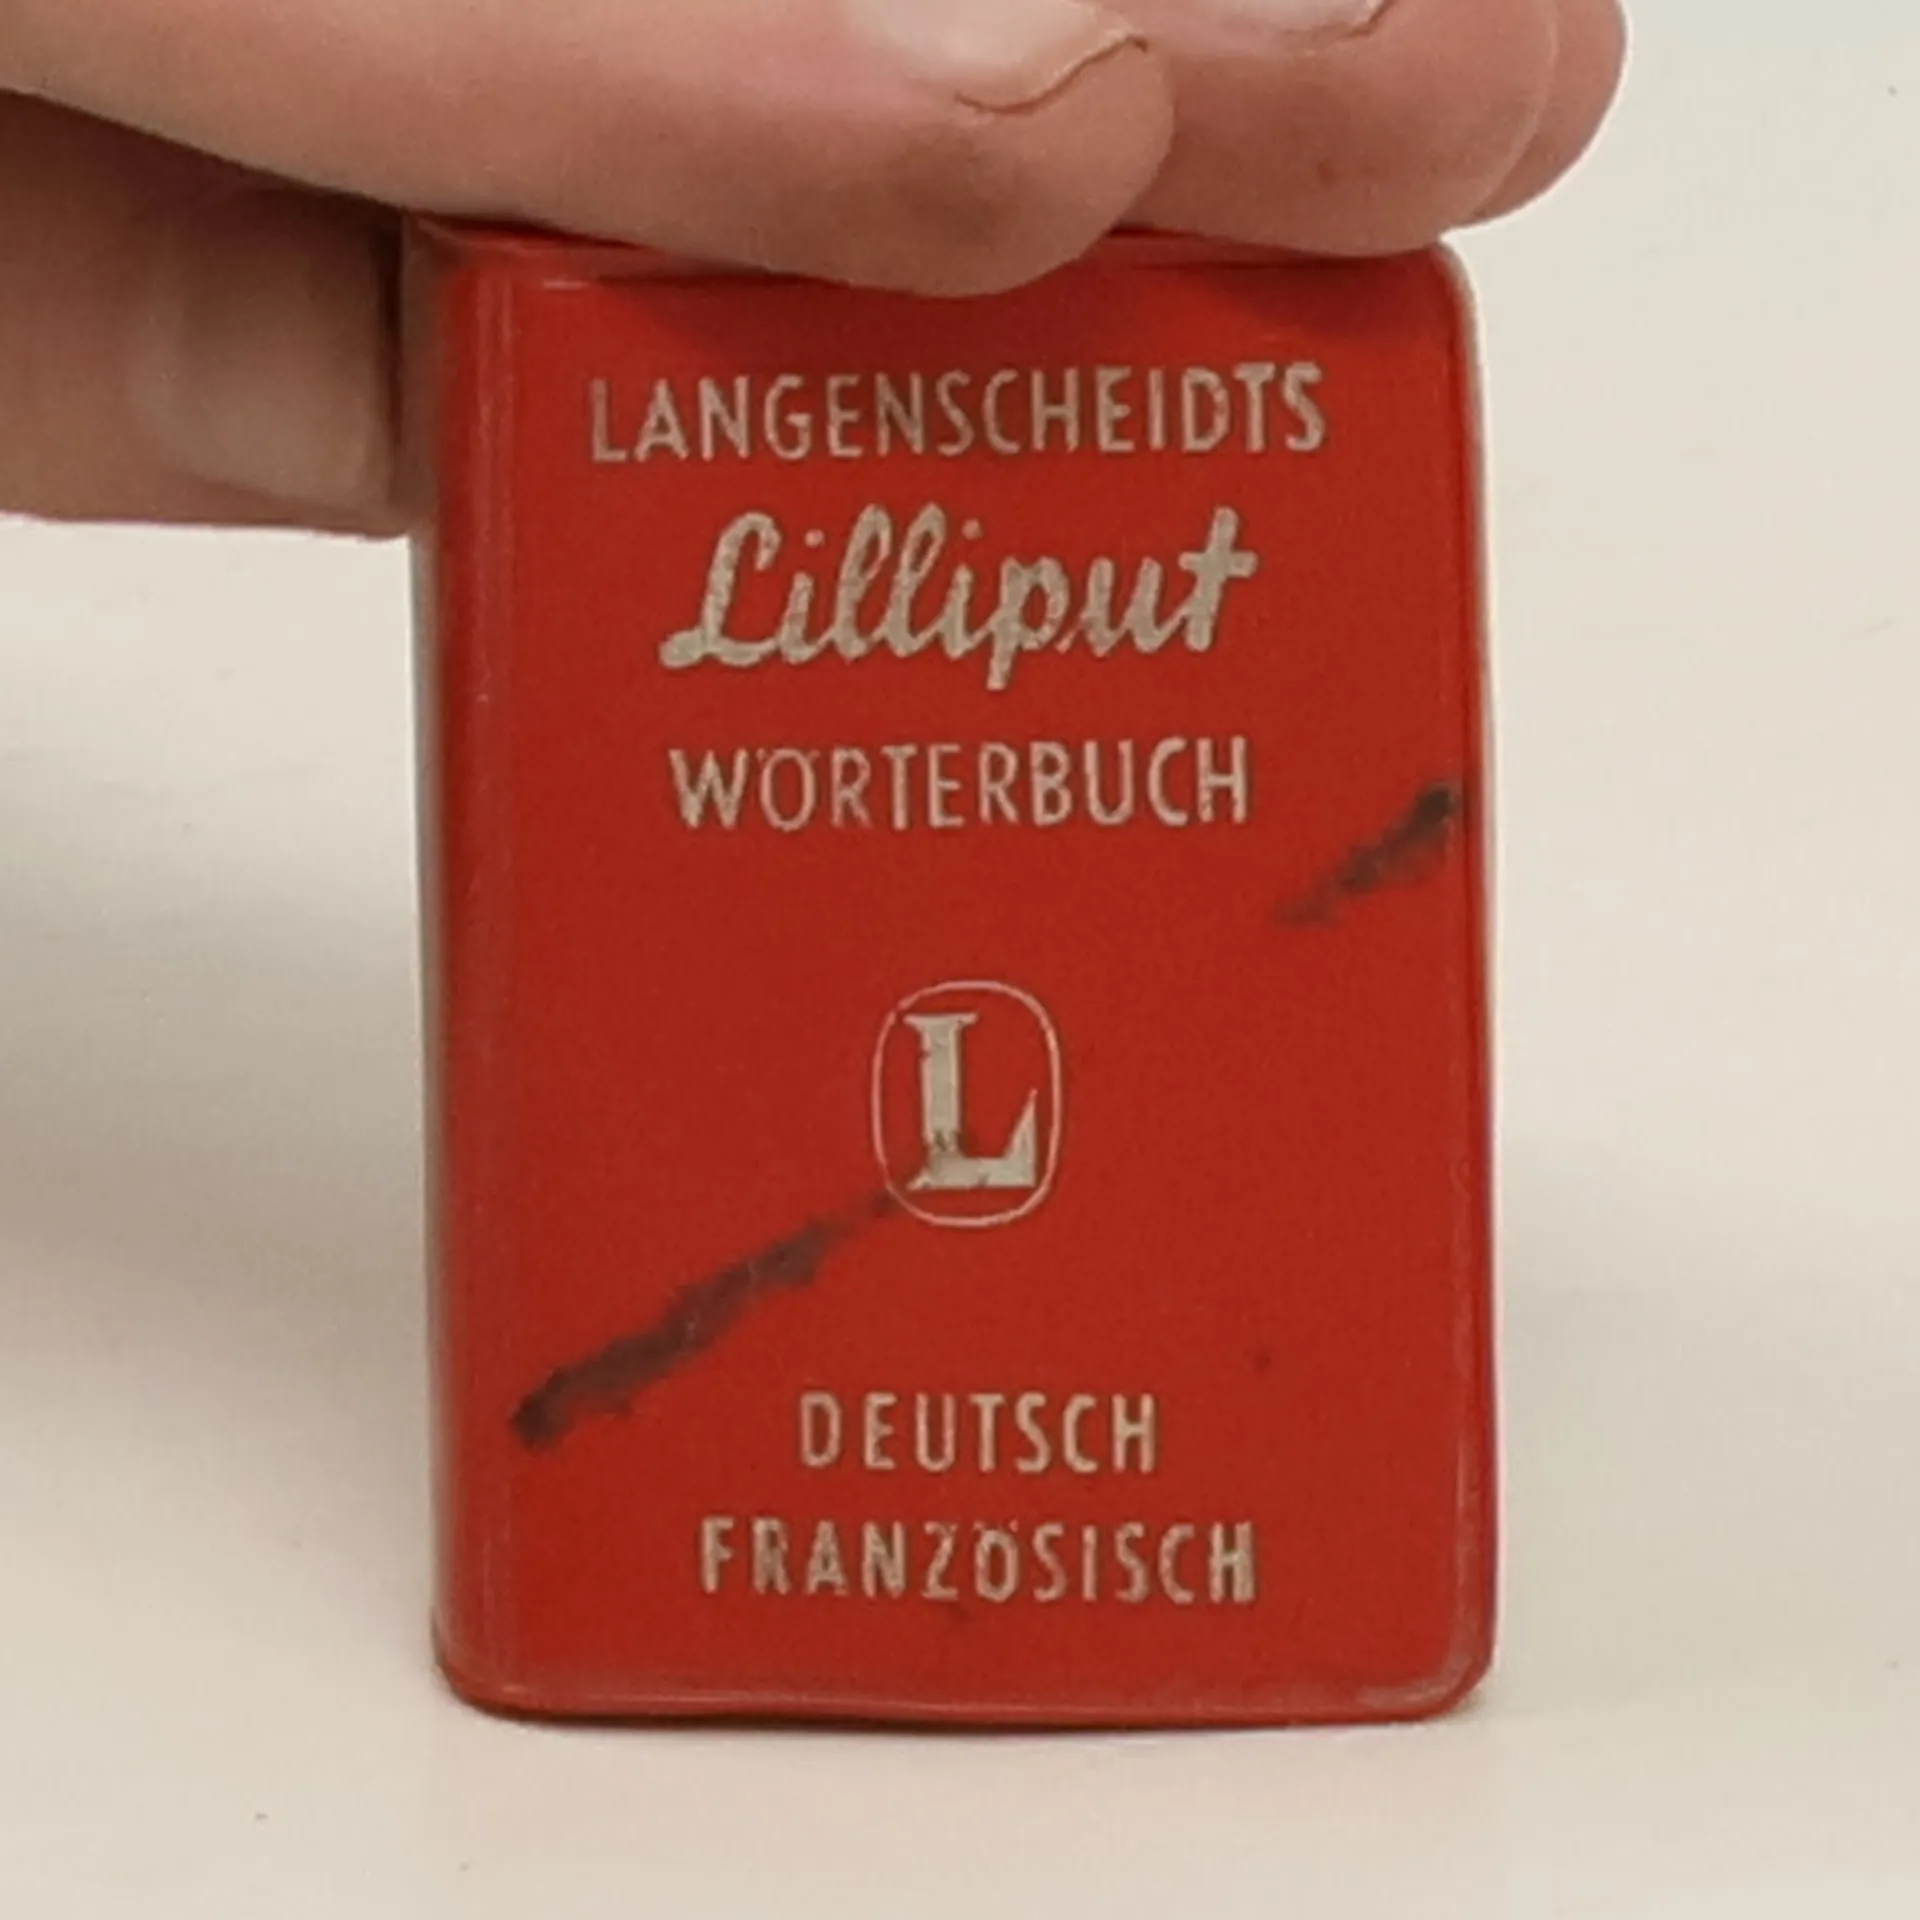 LANGENSCHEIDTS
Lilliput
WÖRTERBUCH
L
DEUTSCH
FRANZÖSISCH